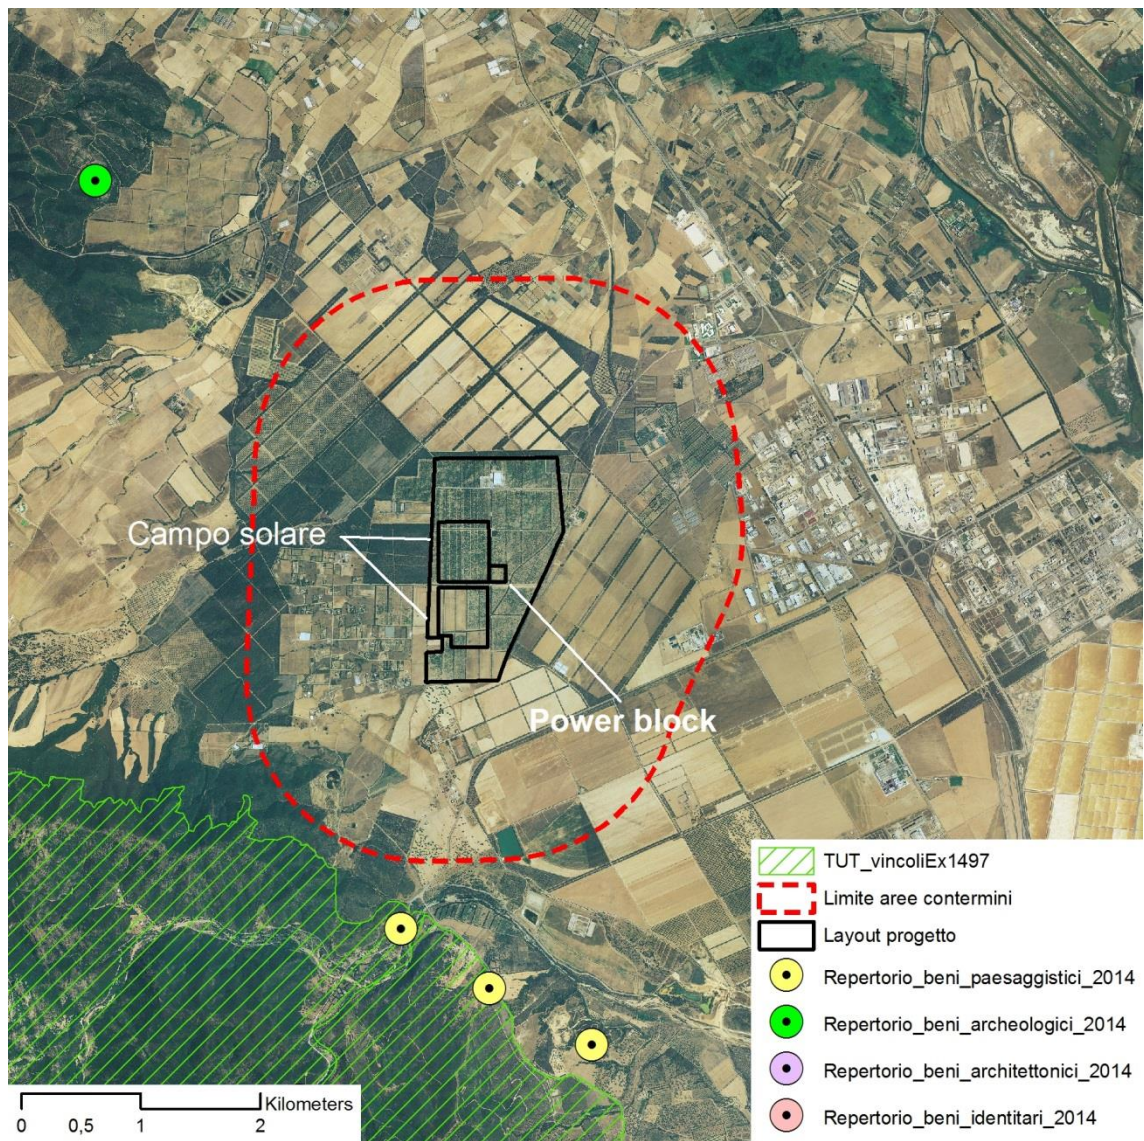 Campo solare
Power block
TUT_vincoliEx1497
Limite aree contermini
Layout progetto
Repertorio_beni_paesaggistici_2014
Repertorio_beni_archeologici_2014
Repertorio_beni_architettonici_2014
Repertorio_beni_identitari_2014
Kilometers
0 0,5 1 2